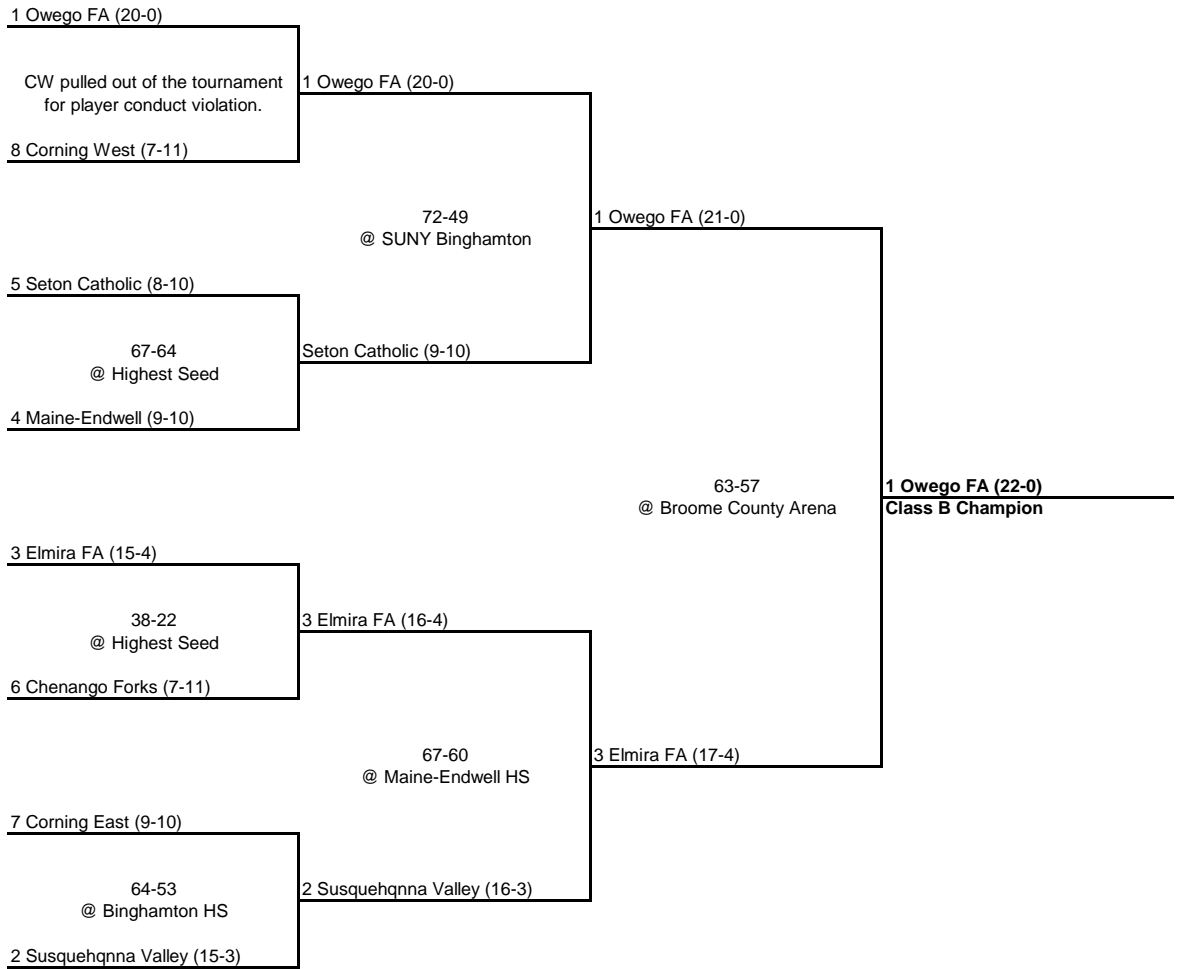 1 Owego FA (20-0)
CW pulled out of the tournament
for player conduct violation.
1 Owego FA (20-0)
8 Corning West (7-11)
72-49
@ SUNY Binghamton
1 Owego FA (21-0)
5 Seton Catholic (8-10)
67-64
@ Highest Seed
Seton Catholic (9-10)
4 Maine-Endwell (9-10)
63-57
@ Broome County Arena
1 Owego FA (22-0)
Class B Champion
3 Elmira FA (15-4)
38-22
@ Highest Seed
3 Elmira FA (16-4)
6 Chenango Forks (7-11)
67-60
@ Maine-Endwell HS
3 Elmira FA (17-4)
7 Corning East (9-10)
64-53
@ Binghamton HS
2 Susquehqnna Valley (16-3)
2 Susquehqnna Valley (15-3)